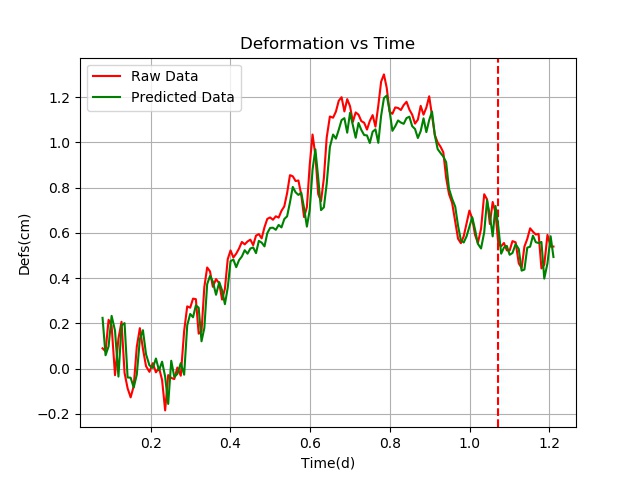 Deformation vs Time
Raw Data
Predicted Data
Defs(cm)
1.2
1.0
0.8
0.6
0.4
0.2
0.0
−0.2
0.2 0.4 0.6 0.8 1.0 1.2
Time(d)